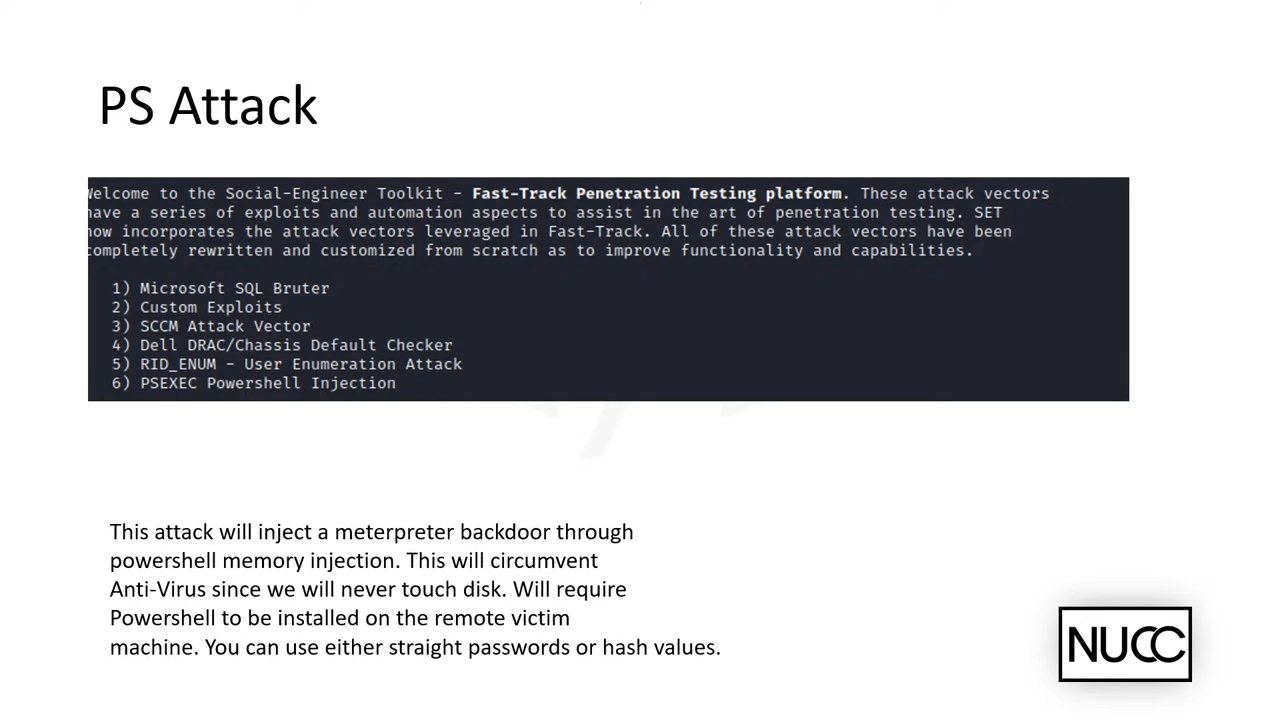 PS Attack
Welcome to the Social-Engineer Toolkit - Fast-Track Penetration Testing platform. These attack vectors
have a series of exploits and automation aspects to assist in the art of penetration testing. SET
now incorporates the attack vectors leveraged in Fast-Track. All of these attack vectors have been
completely rewritten and customized from scratch as to improve functionality and capabilities.
1) Microsoft SQL Bruter
2) Custom Exploits
3) SCCM Attack Vector
4) Dell DRAC/Chassis Default Checker
5) RID_ENUM - User Enumeration Attack
6) PSEXEC Powershell Injection
This attack will inject a meterpreter backdoor through
powershell memory injection. This will circumvent
Anti-Virus since we will never touch disk. Will require
Powershell to be installed on the remote victim
machine. You can use either straight passwords or hash values.
NUCC